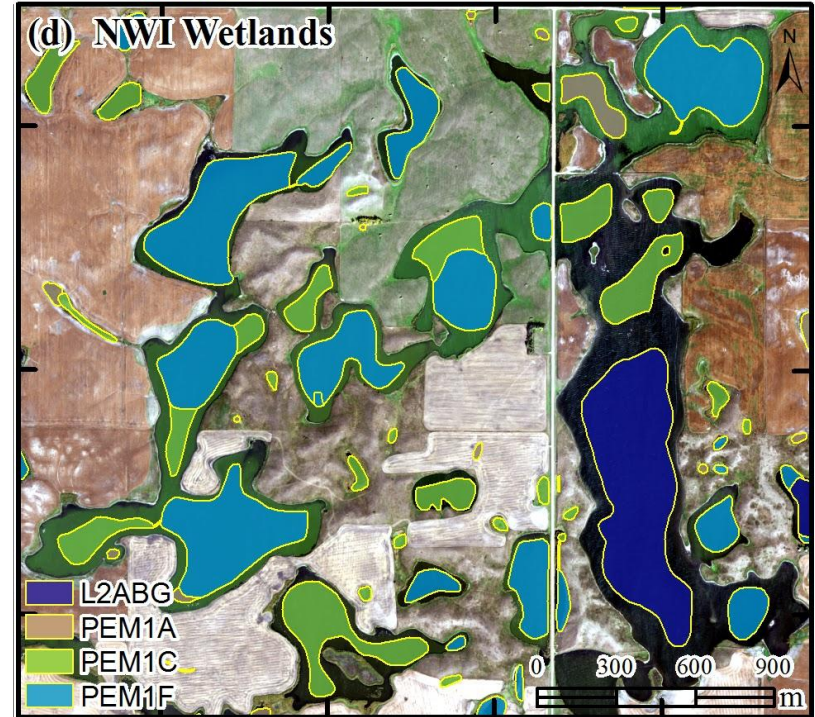 (d) NWI Wetlands
N
L2ABG
PEM1A
PEM1C
PEM1F
0 300 600 900
m